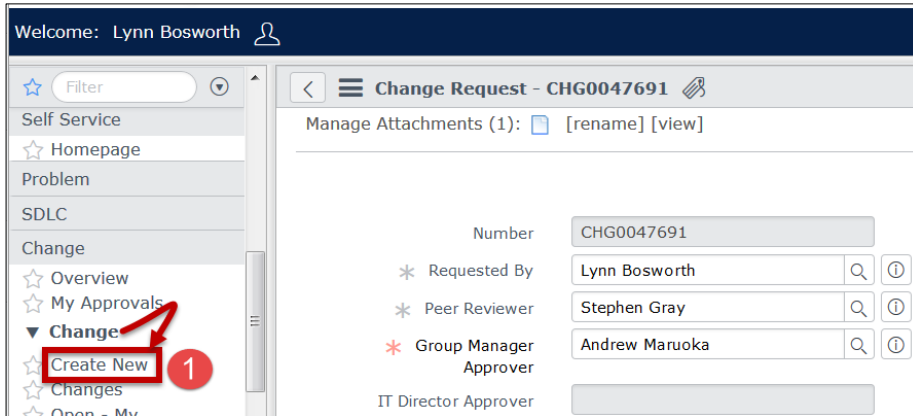 Welcome: Lynn Bosworth
Filter
Self Service
Homepage
Problem
SDLC
Change
Overview
My Approvals
Change
Create New
1
Changes
Open - My
Change Request - CHG0047691
Manage Attachments (1): [rename] [view]
Number CHG0047691
Requested By Lynn Bosworth
Peer Reviewer Stephen Gray
Group Manager Andrew Maruoka
Approver
IT Director Approver